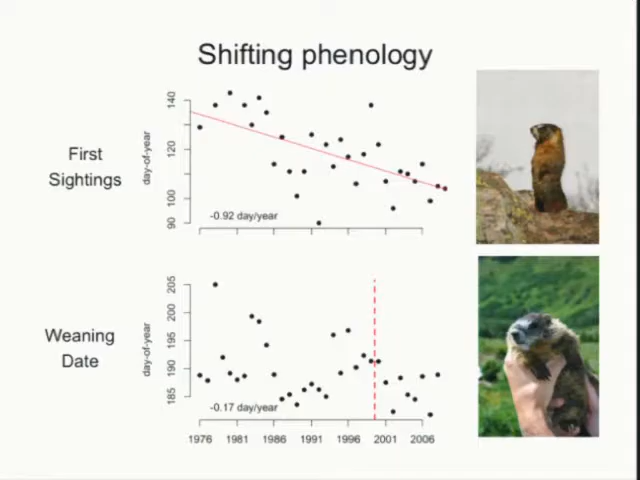 Shifting phenology
First
Sightings
day-of-year
140
120
100
90
-0.92 day/year
Weaning
Date
day-of-year
205
200
195
190
185
-0.17 day/year
1976 1981 1986 1991 1996 2001 2006